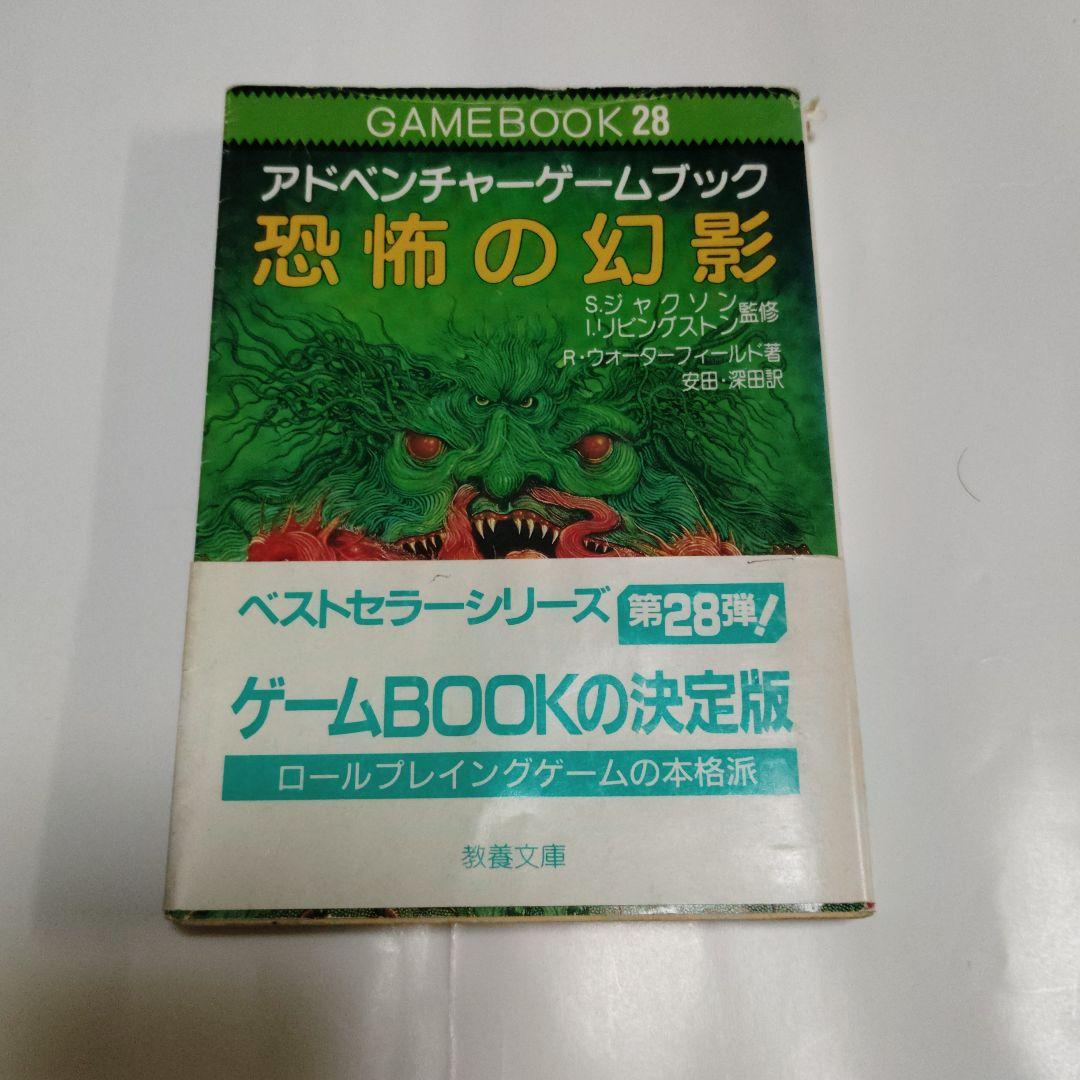 GAMEBOOK 28
アドベンチャーゲームブック
恐怖の幻影
S.ジャクソン
I.リビングストン 監修
R・ウォーターフィールド著
安田・深田訳
ベストセラーシリーズ 第28弾!
ゲームBOOKの決定版
ロールプレイングゲームの本格派
教養文庫